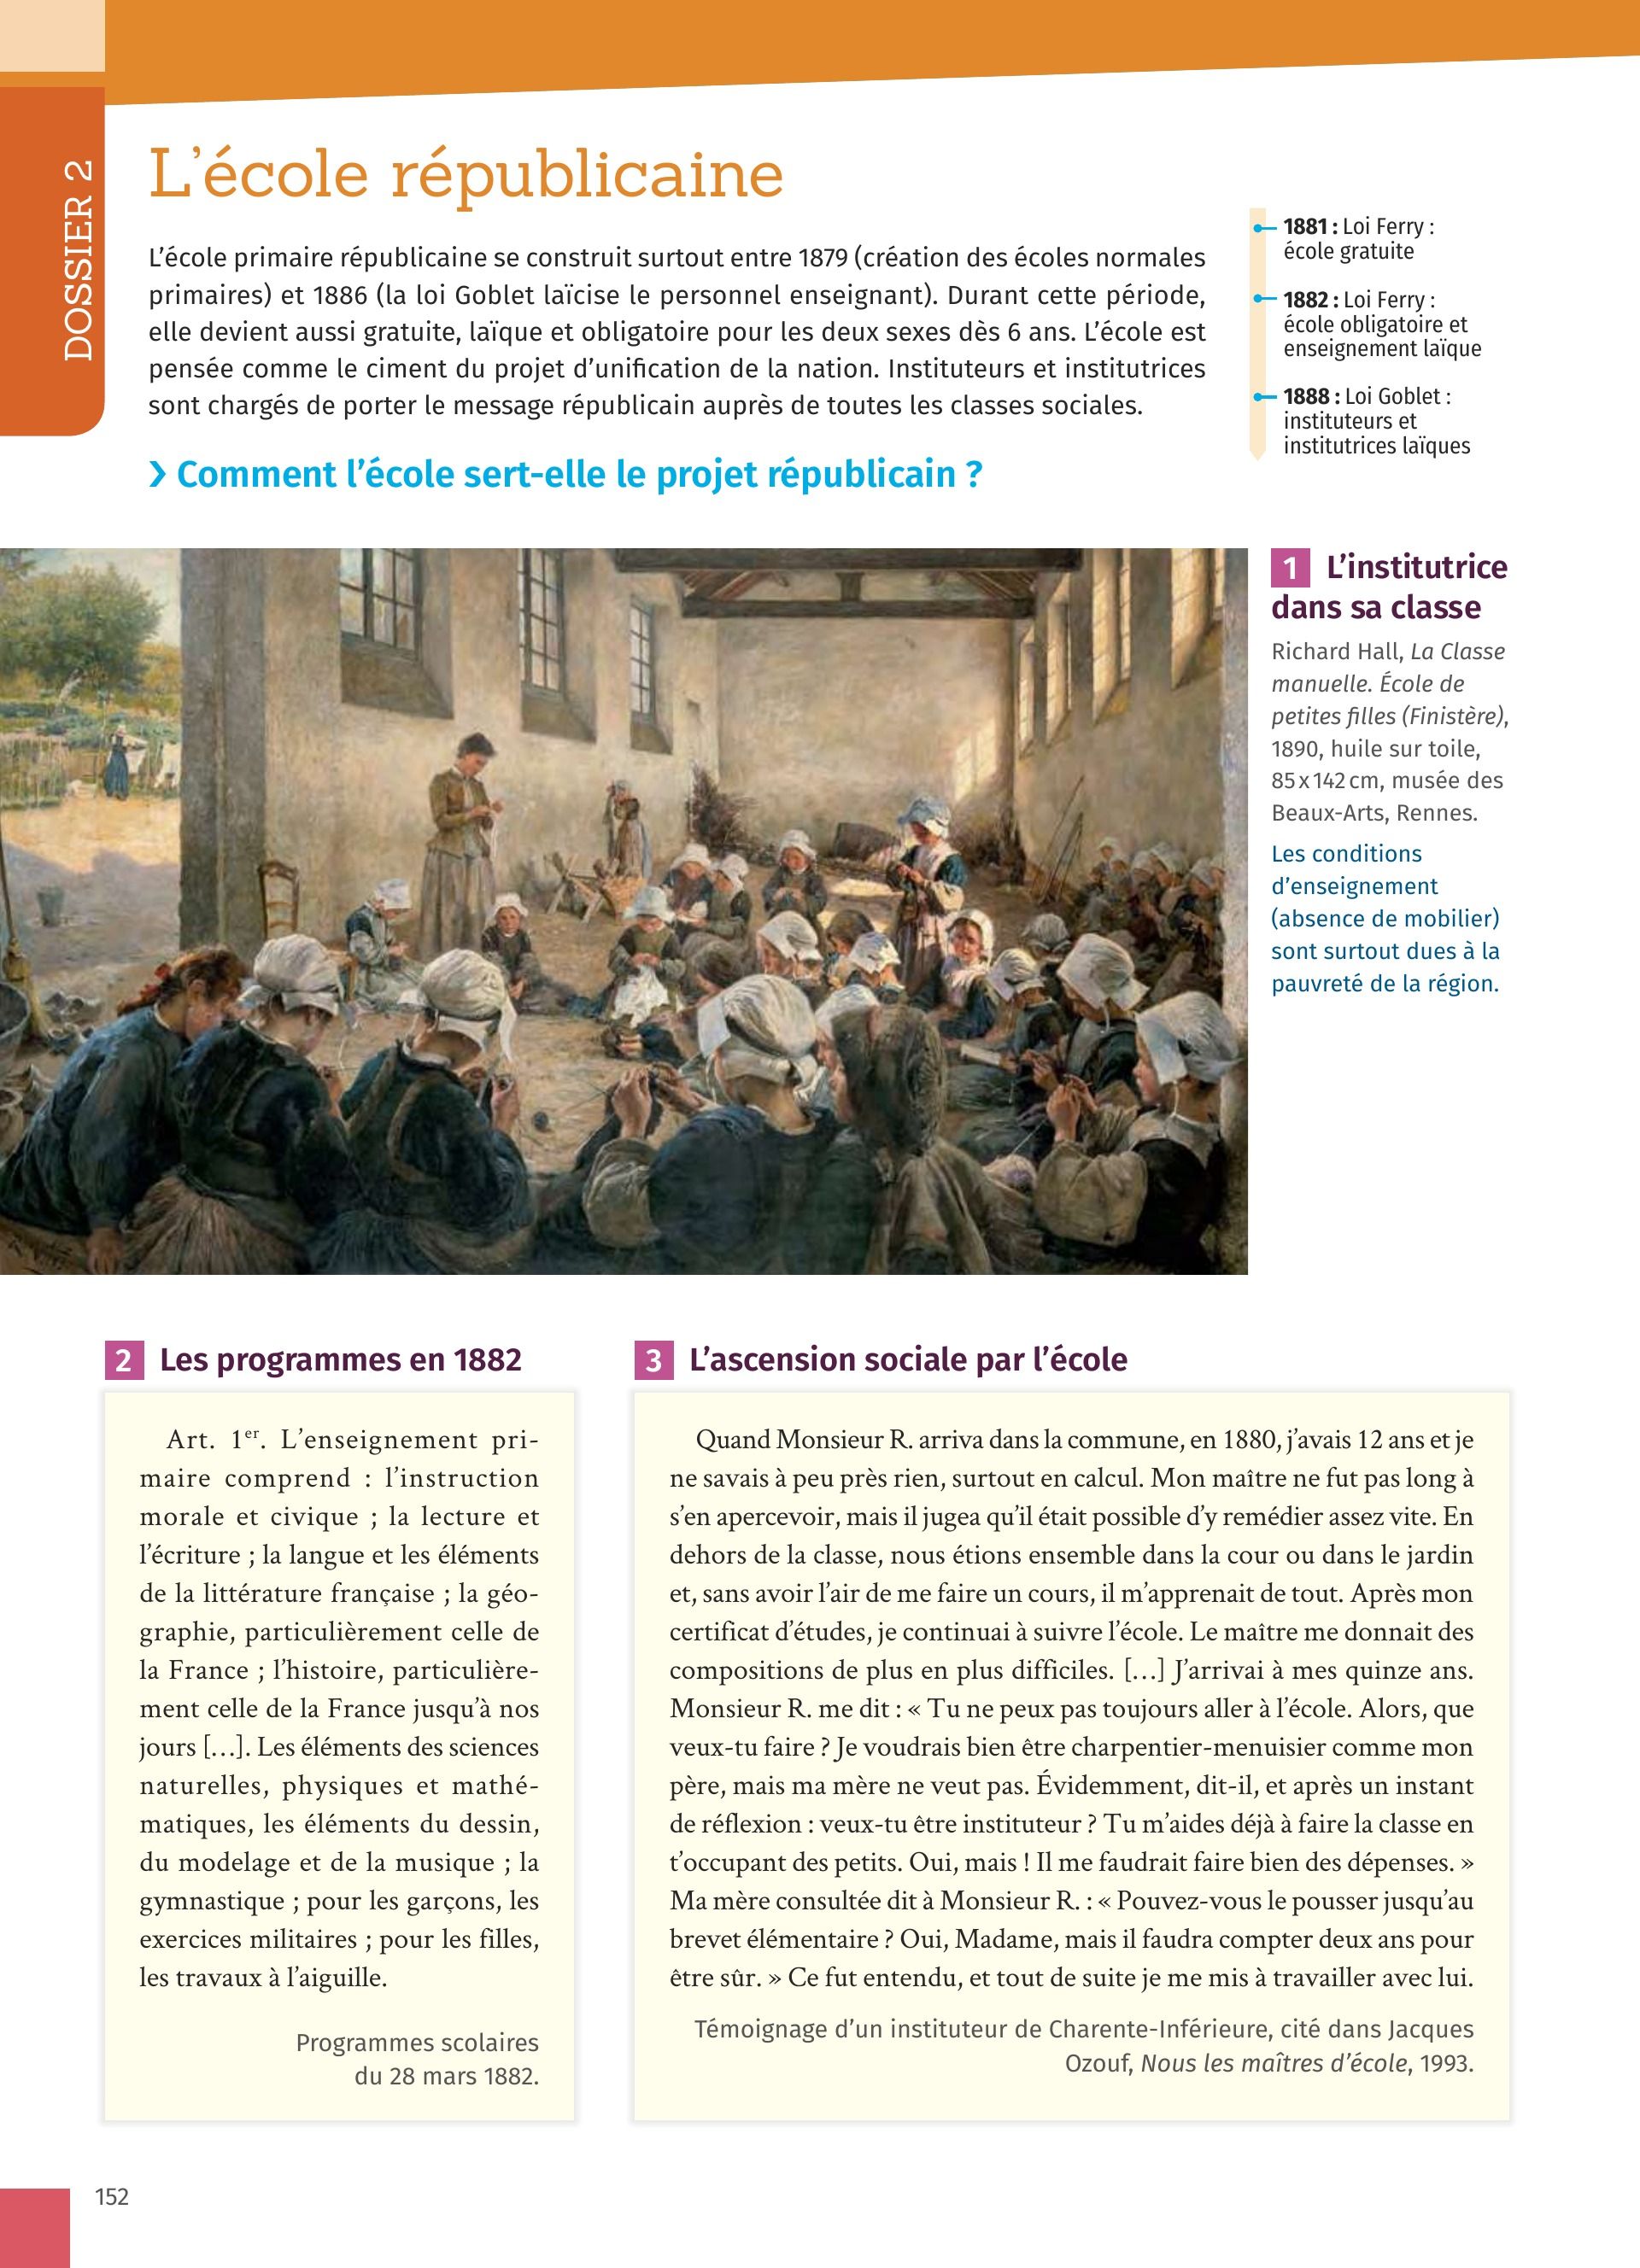 DOSSIER 2
L’école républicaine
L’école primaire républicaine se construit surtout entre 1879 (création des écoles normales
primaires) et 1886 (la loi Goblet laïcise le personnel enseignant). Durant cette période,
elle devient aussi gratuite, laïque et obligatoire pour les deux sexes dès 6 ans. L’école est
pensée comme le ciment du projet d’unification de la nation. Instituteurs et institutrices
sont chargés de porter le message républicain auprès de toutes les classes sociales.
› Comment l’école sert-elle le projet républicain ?
1881 : Loi Ferry :
école gratuite
1882 : Loi Ferry :
école obligatoire et
enseignement laïque
1888 : Loi Goblet :
instituteurs et
institutrices laïques
1 L’institutrice
dans sa classe
Richard Hall, La Classe
manuelle. École de
petites filles (Finistère),
1890, huile sur toile,
85 x 142 cm, musée des
Beaux-Arts, Rennes.
Les conditions
d’enseignement
(absence de mobilier)
sont surtout dues à la
pauvreté de la région.
2 Les programmes en 1882
Art. 1er. L’enseignement pri-
maire comprend : l’instruction
morale et civique ; la lecture et
l’écriture ; la langue et les éléments
de la littérature française ; la géo-
graphie, particulièrement celle de
la France ; l’histoire, particulière-
ment celle de la France jusqu’à nos
jours […]. Les éléments des sciences
naturelles, physiques et mathé-
matiques, les éléments du dessin,
du modelage et de la musique ; la
gymnastique ; pour les garçons, les
exercices militaires ; pour les filles,
les travaux à l’aiguille.
Programmes scolaires
du 28 mars 1882.
3 L’ascension sociale par l’école
Quand Monsieur R. arriva dans la commune, en 1880, j’avais 12 ans et je
ne savais à peu près rien, surtout en calcul. Mon maître ne fut pas long à
s’en apercevoir, mais il jugea qu’il était possible d’y remédier assez vite. En
dehors de la classe, nous étions ensemble dans la cour ou dans le jardin
et, sans avoir l’air de me faire un cours, il m’apprenait de tout. Après mon
certificat d’études, je continuai à suivre l’école. Le maître me donnait des
compositions de plus en plus difficiles. […] J’arrivai à mes quinze ans.
Monsieur R. me dit : « Tu ne peux pas toujours aller à l’école. Alors, que
veux-tu faire ? Je voudrais bien être charpentier-menuisier comme mon
père, mais ma mère ne veut pas. Évidemment, dit-il, et après un instant
de réflexion : veux-tu être instituteur ? Tu m’aides déjà à faire la classe en
t’occupant des petits. Oui, mais ! Il me faudrait faire bien des dépenses. »
Ma mère consultée dit à Monsieur R. : « Pouvez-vous le pousser jusqu’au
brevet élémentaire ? Oui, Madame, mais il faudra compter deux ans pour
être sûr. » Ce fut entendu, et tout de suite je me mis à travailler avec lui.
Témoignage d’un instituteur de Charente-Inférieure, cité dans Jacques
Ozouf, Nous les maîtres d’école, 1993.
152